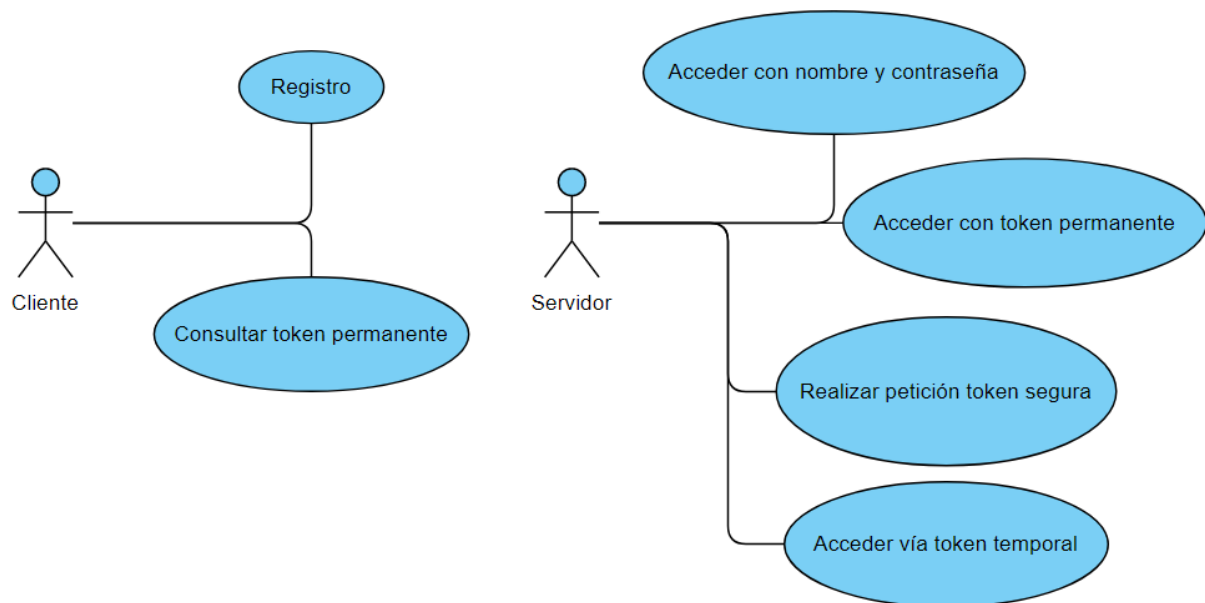 Registro
Cliente
Consultar token permanente
Acceder con nombre y contraseña
Acceder con token permanente
Servidor
Realizar petición token segura
Acceder vía token temporal